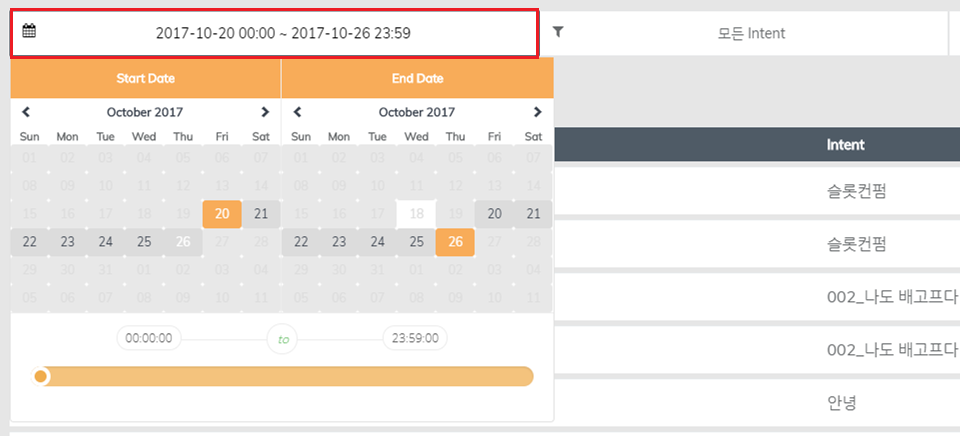 2017-10-20 00:00 ~ 2017-10-26 23:59
모든 Intent
Start Date End Date
October 2017 October 2017
Sun Mon Tue Wed Thu Fri Sat Sun Mon Tue Wed Thu Fri Sat
01 02 03 04 05 06 07 01 02 03 04 05 06 07
08 09 10 11 12 13 14 08 09 10 11 12 13 14
15 16 17 18 19 20 21 15 16 17 18 19 20 21
22 23 24 25 26 27 28 22 23 24 25 26 27 28
29 30 31 01 02 03 04 29 30 31 01 02 03 04
05 06 07 08 09 10 11 05 06 07 08 09 10 11
00:00:00 to 23:59:00
Intent
슬롯컨펌
슬롯컨펌
002_나도 배고프다
002_나도 배고프다
안녕